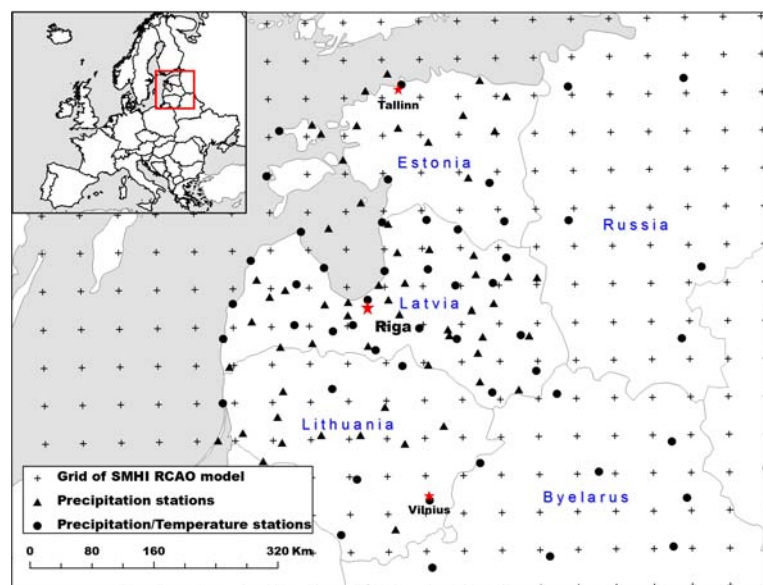 Tallinn
Estonia
Russia
Latvia
Riga
Lithuania
Vilnius
Byelarus
Grid of SMHI RCAO model
Precipitation stations
Precipitation/Temperature stations
0 80 160 320 Km